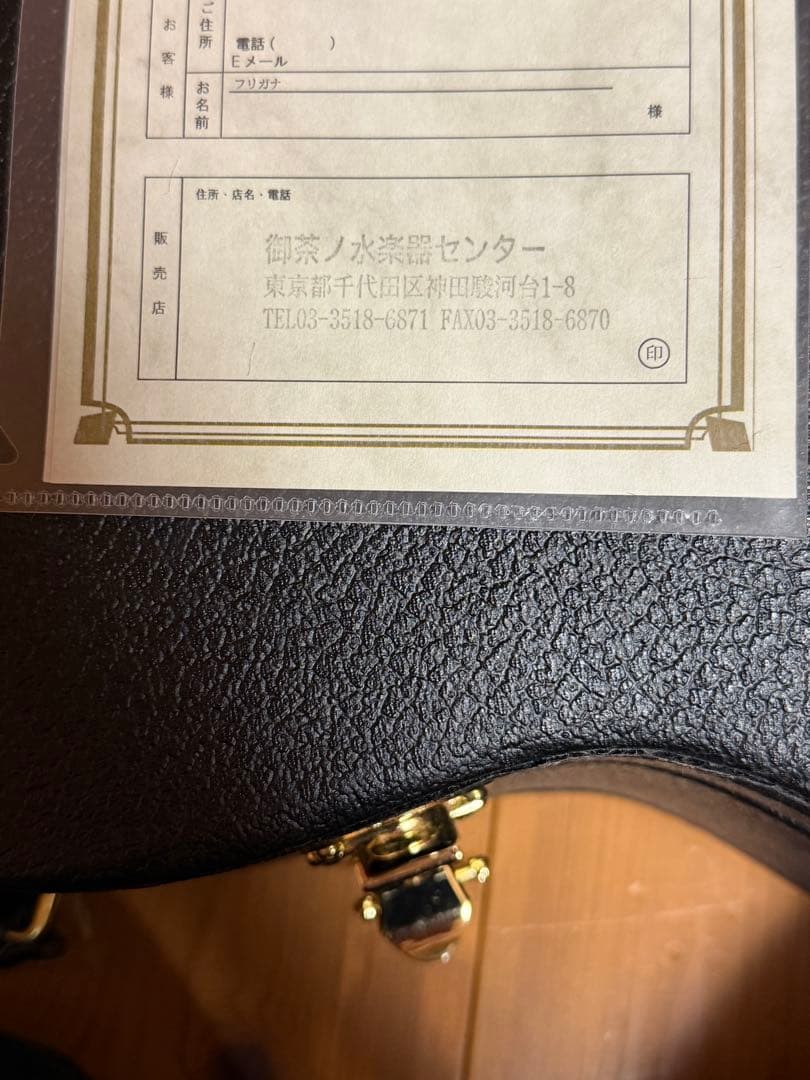 お客様
ご住所
電話( )
Eメール
お名前
フリガナ
様
販売店
住所・店名・電話
御茶ノ水楽器センター
東京都千代田区神田駿河台1-8
TEL03-3518-6871 FAX03-3518-6870
印